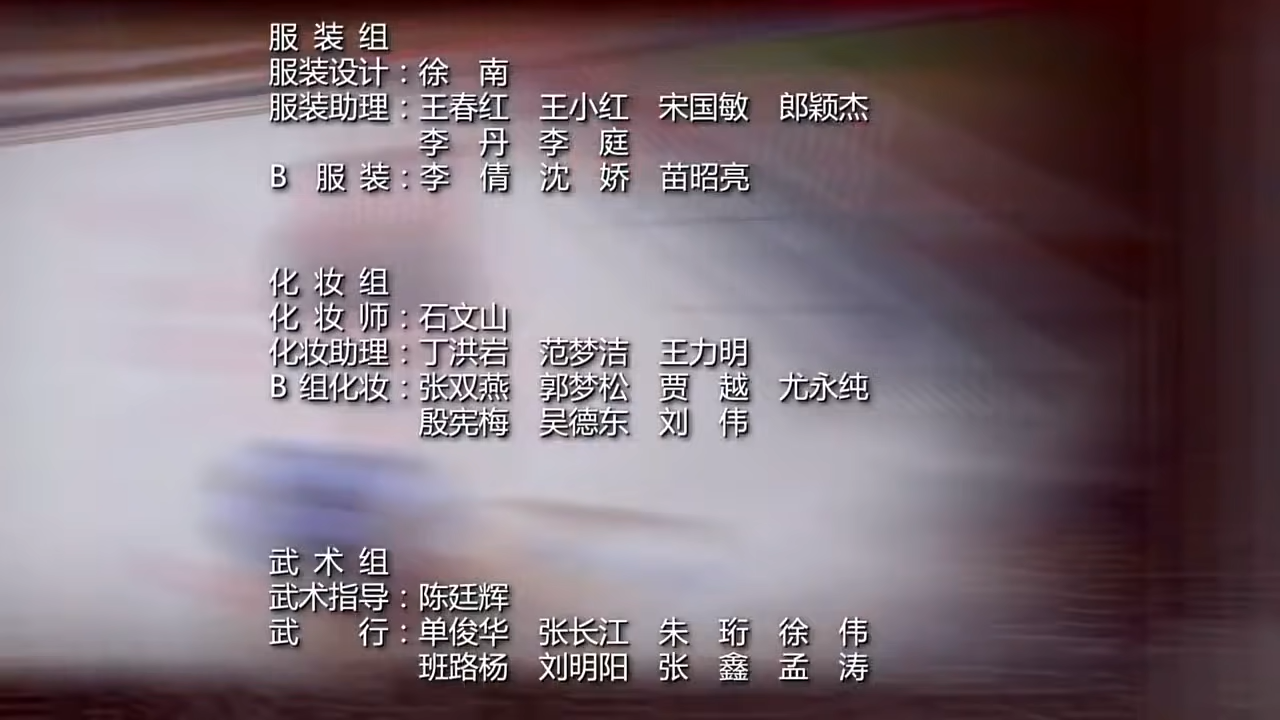 服 装 组
服装设计：徐　南
服装助理：王春红　王小红　宋国敏　郎颖杰
李　丹　李　庭
B 服 装：李　倩　沈　娇　苗昭亮
化 妆 组
化 妆 师：石文山
化妆助理：丁洪岩　范梦洁　王力明
B 组化妆：张双燕　郭梦松　贾　越　尤永纯
殷宪梅　吴德东　刘　伟
武 术 组
武术指导：陈廷辉
武　　行：单俊华　张长江　朱　珩　徐　伟
班路杨　刘明阳　张　鑫　孟　涛